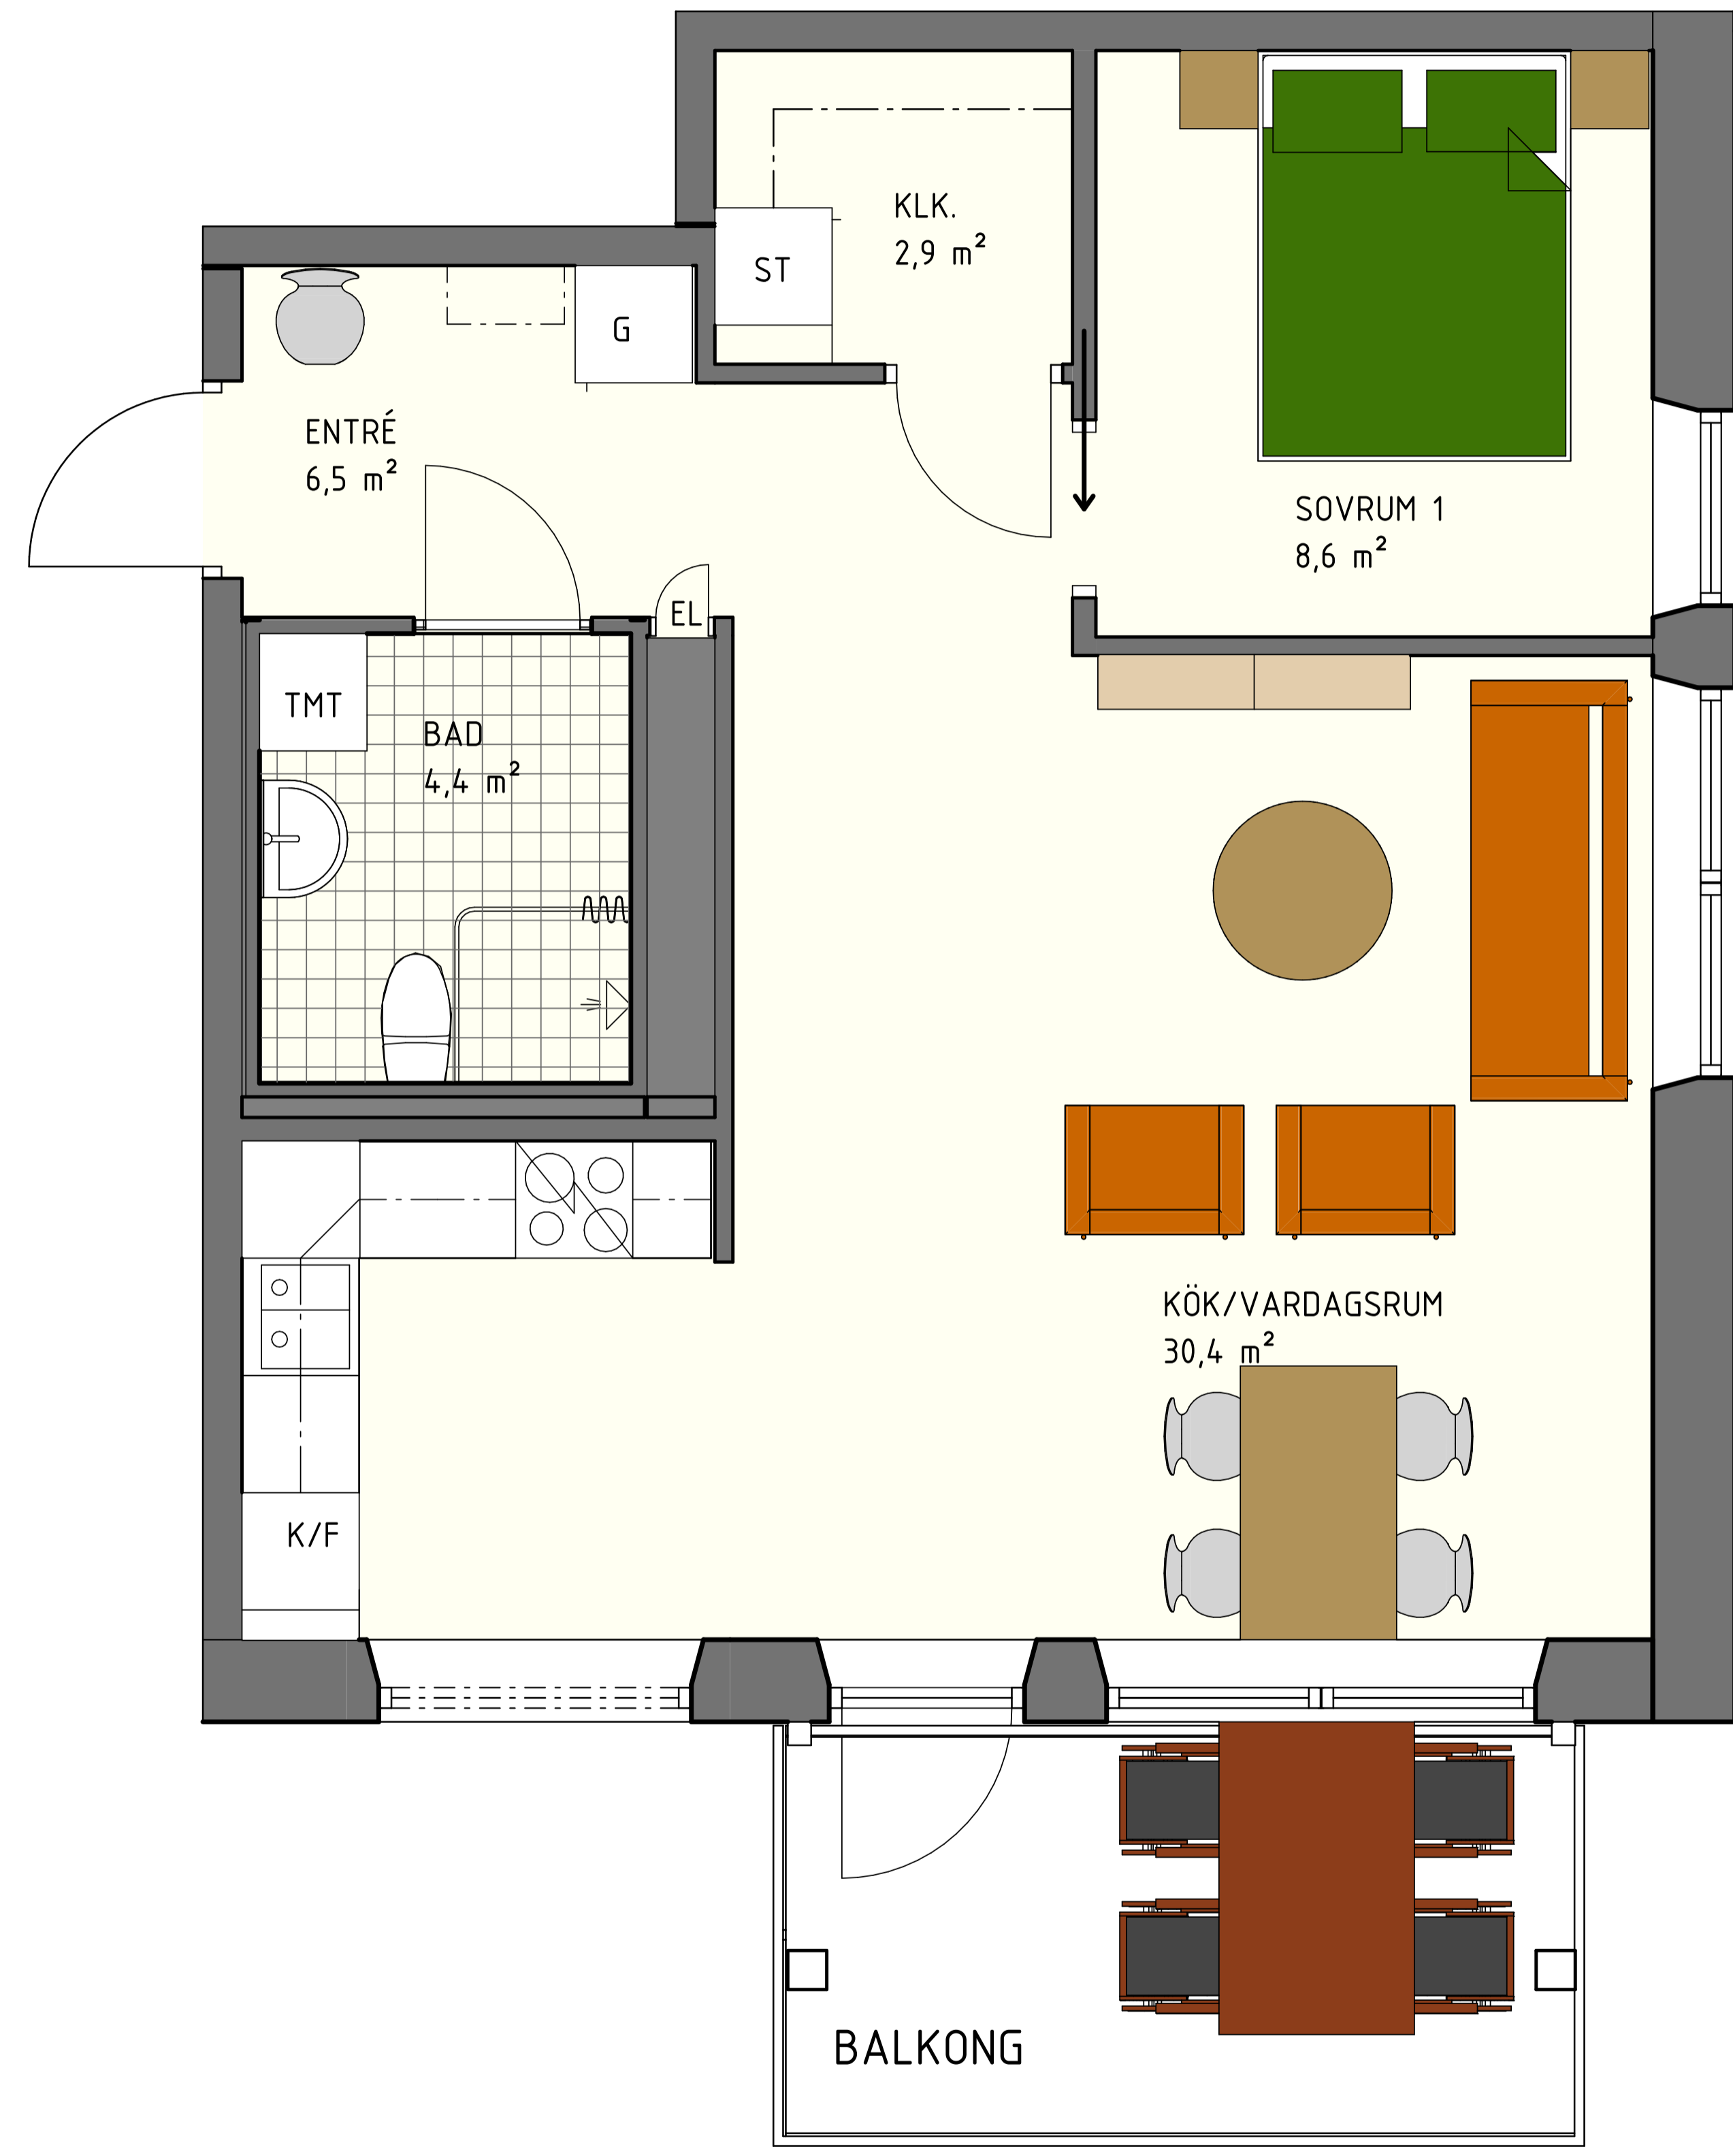 KLK.
2,9 m²
ST
G
ENTRÉ
6,5 m²
SOVRUM 1
8,6 m²
EL
TMT
BAD
4,4 m²
KÖK/VARDAGSRUM
30,4 m²
K/F
BALKONG